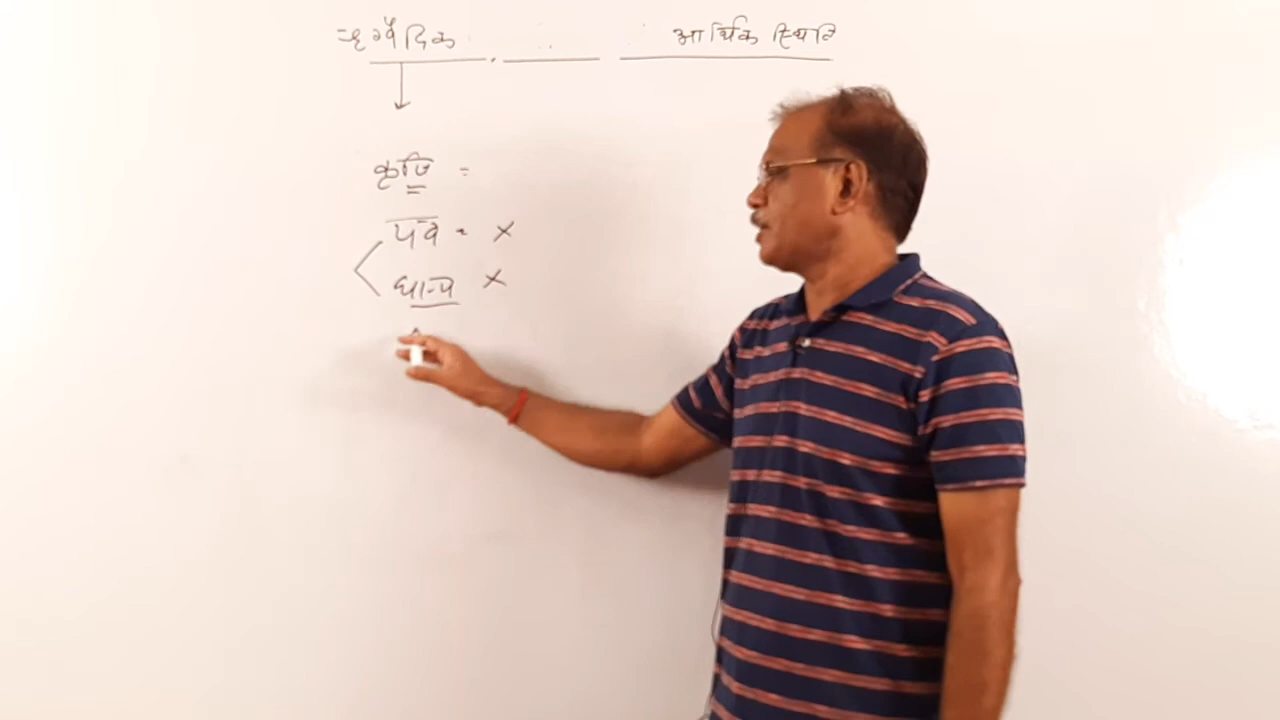 ऋग्वैदिक आर्थिक स्थिति
कृषि =
यव - ×
धान्य ×